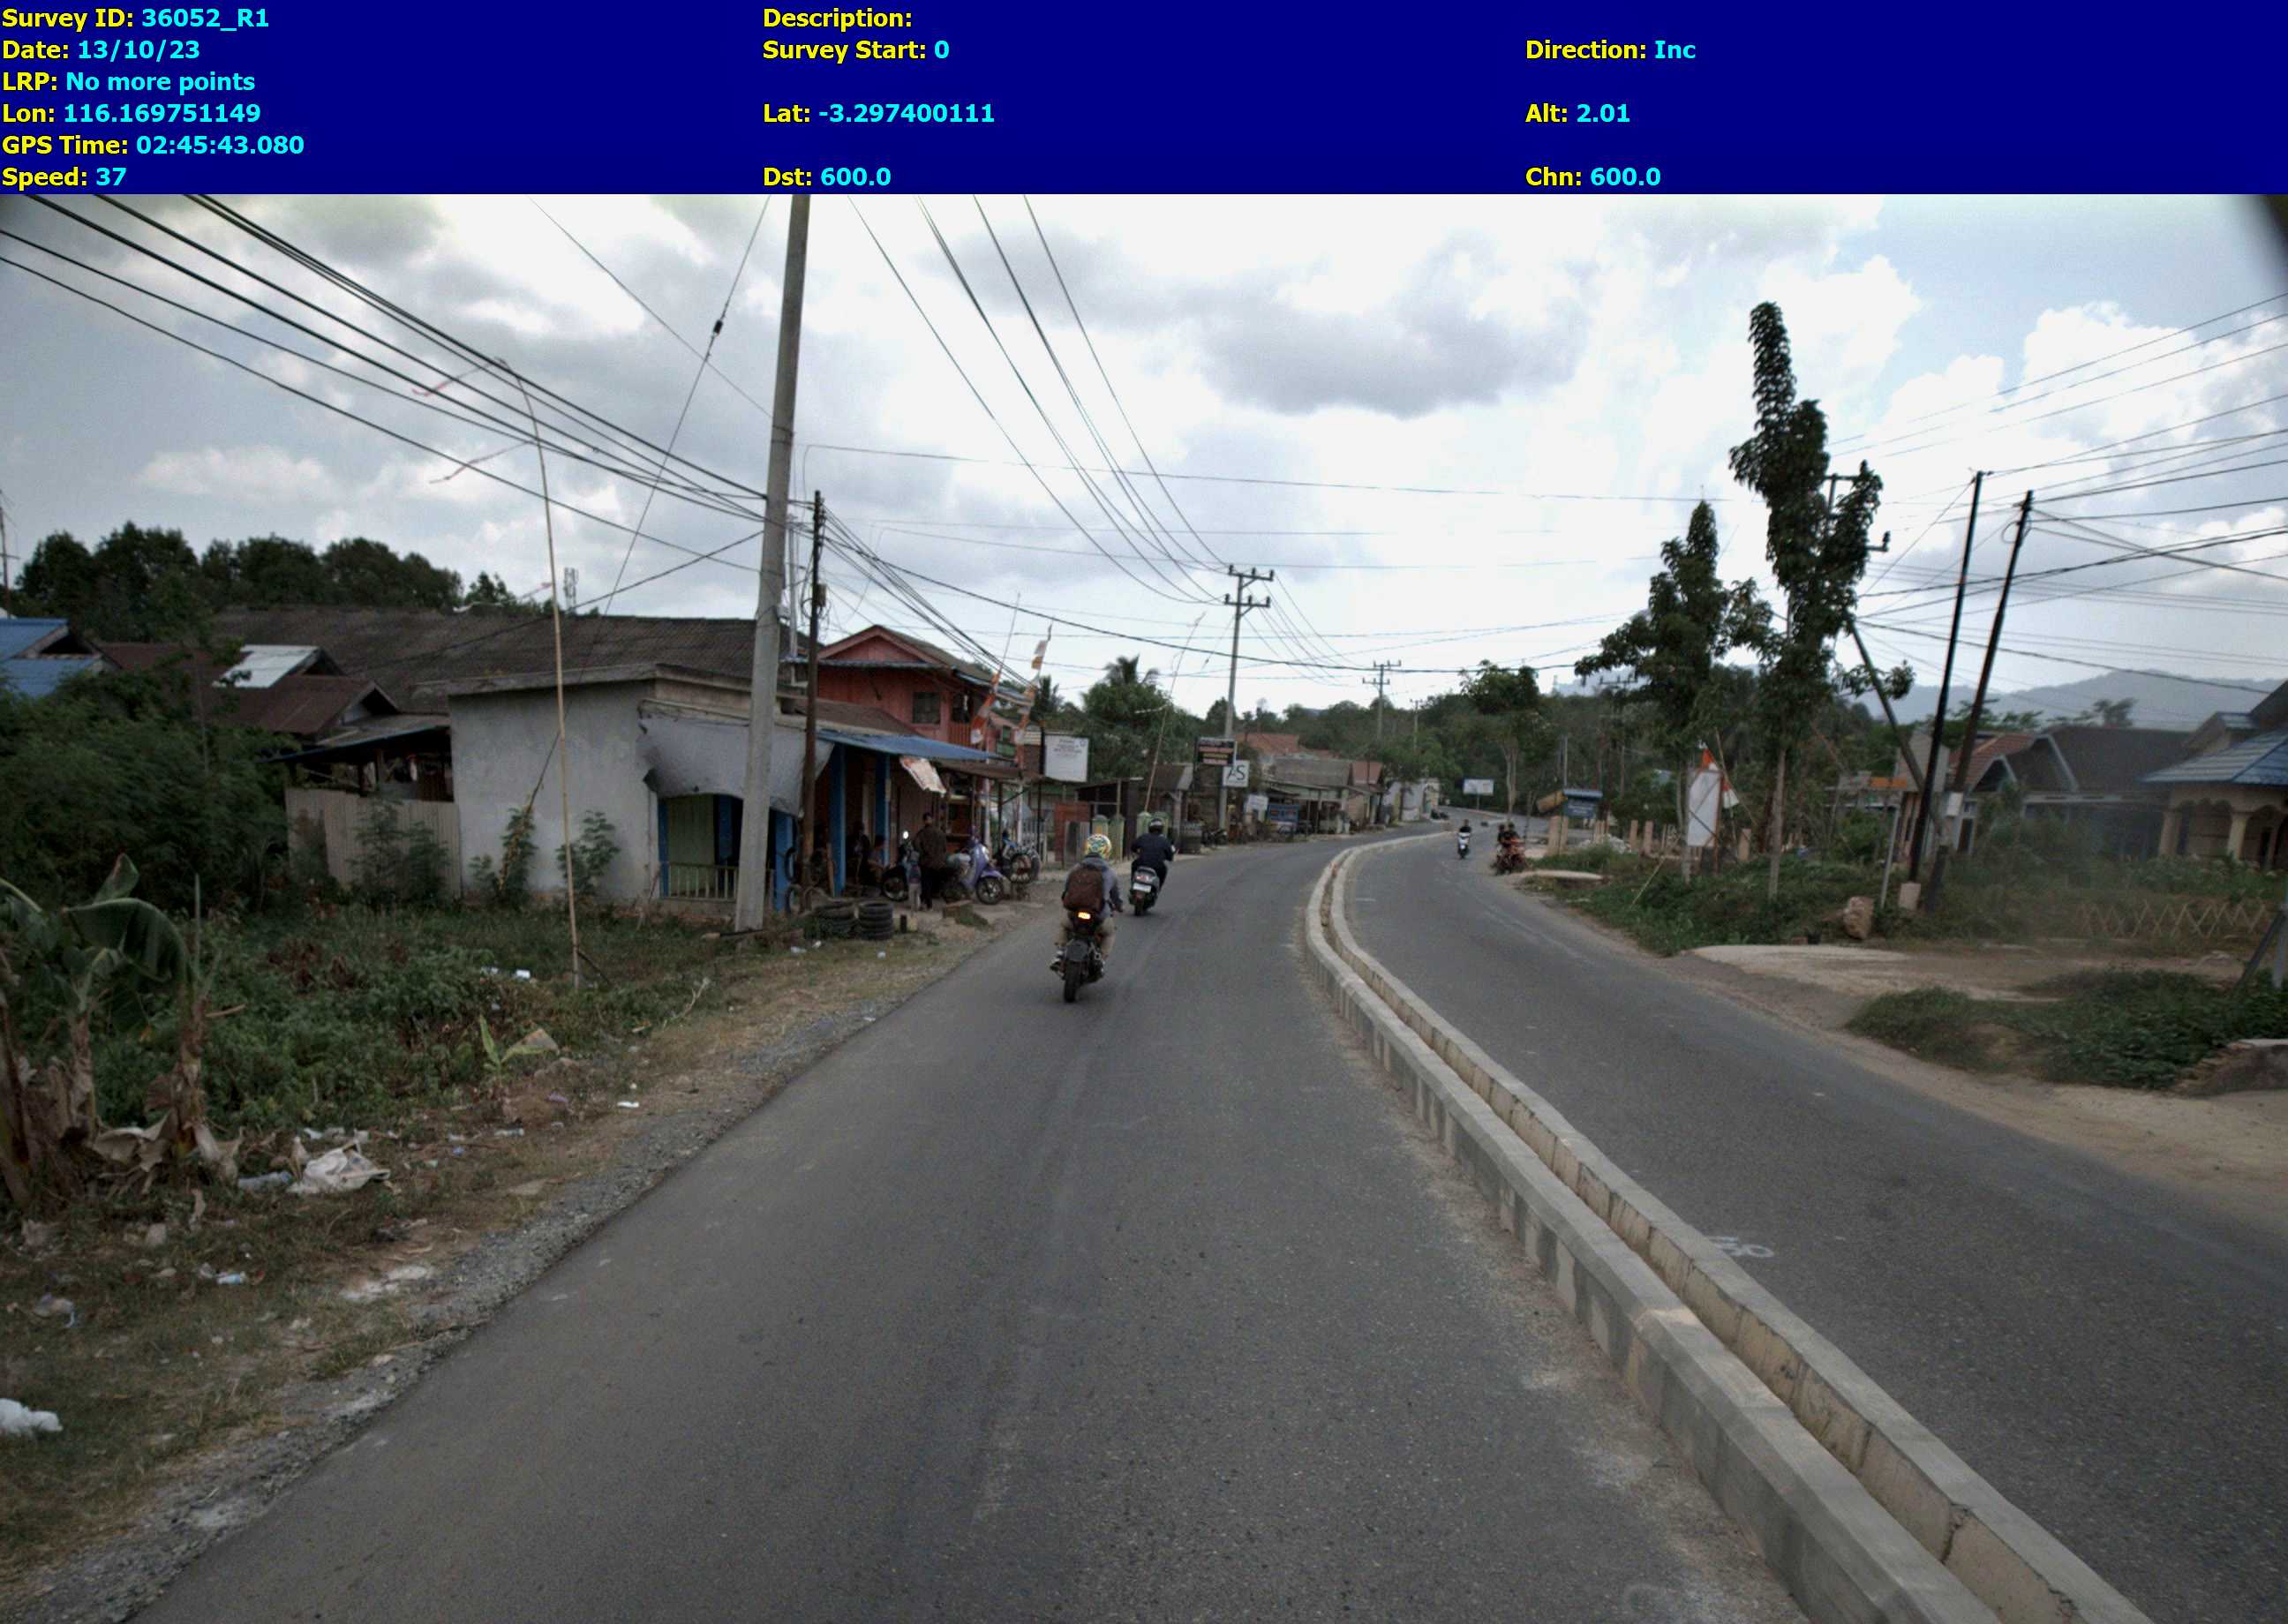 Survey ID: 36052_R1
Description:
Date: 13/10/23
Survey Start: 0
Direction: Inc
LRP: No more points
Lon: 116.169751149
Lat: -3.297400111
Alt: 2.01
GPS Time: 02:45:43.080
Speed: 37
Dst: 600.0
Chn: 600.0